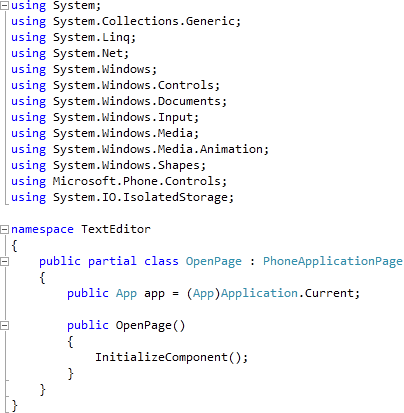 using System;
using System.Collections.Generic;
using System.Linq;
using System.Net;
using System.Windows;
using System.Windows.Controls;
using System.Windows.Documents;
using System.Windows.Input;
using System.Windows.Media;
using System.Windows.Media.Animation;
using System.Windows.Shapes;
using Microsoft.Phone.Controls;
using System.IO.IsolatedStorage;

namespace TextEditor
{
    public partial class OpenPage : PhoneApplicationPage
    {
        public App app = (App)Application.Current;

        public OpenPage()
        {
            InitializeComponent();
        }
    }
}